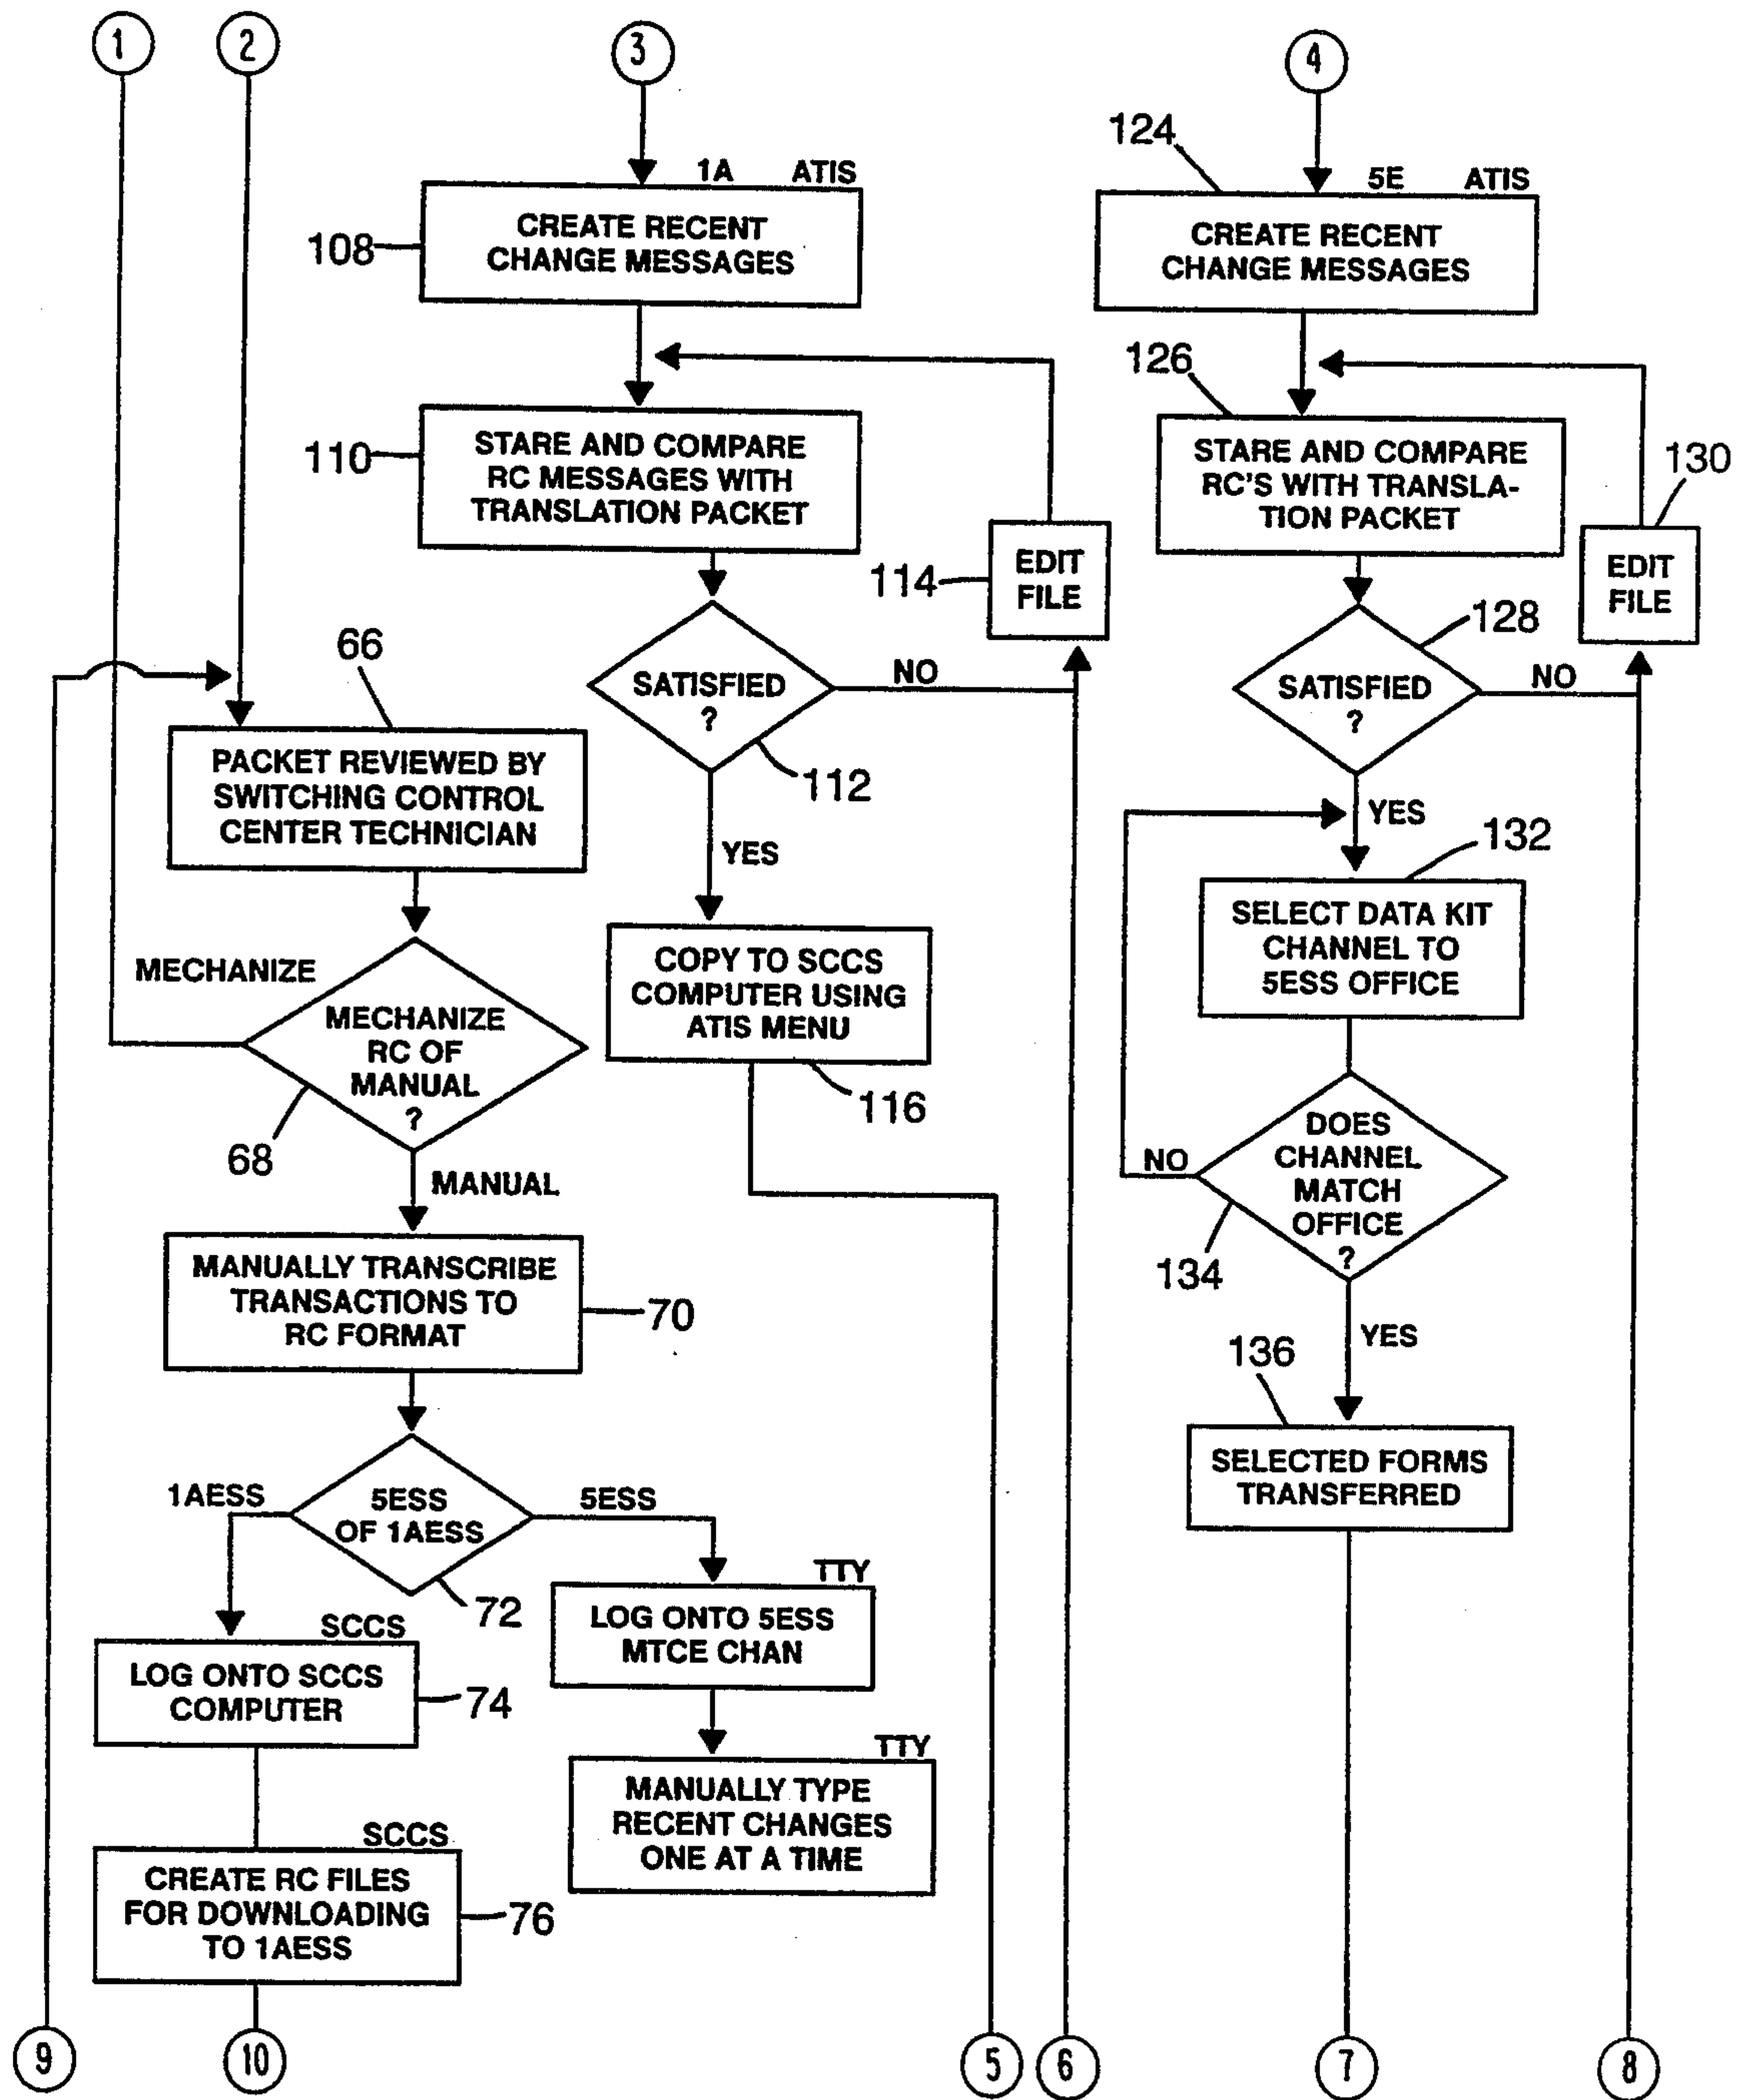 1
2
3
4
1A ATIS
CREATE RECENT
CHANGE MESSAGES
108
124
5E ATIS
CREATE RECENT
CHANGE MESSAGES
110
STARE AND COMPARE
RC MESSAGES WITH
TRANSLATION PACKET
126
STARE AND COMPARE
RC'S WITH TRANSLA-
TION PACKET
114
EDIT
FILE
130
EDIT
FILE
SATISFIED
?
NO
112
YES
128
SATISFIED
?
NO
YES
66
PACKET REVIEWED BY
SWITCHING CONTROL
CENTER TECHNICIAN
MECHANIZE
MECHANIZE
RC OF
MANUAL
?
68
MANUAL
COPY TO SCCS
COMPUTER USING
ATIS MENU
116
132
SELECT DATA KIT
CHANNEL TO
5ESS OFFICE
DOES
CHANNEL
MATCH
OFFICE
?
NO
134
YES
MANUALLY TRANSCRIBE
TRANSACTIONS TO
RC FORMAT
70
136
SELECTED FORMS
TRANSFERRED
1AESS
5ESS
OF 1AESS
5ESS
72
SCCS
LOG ONTO SCCS
COMPUTER
74
TTY
LOG ONTO 5ESS
MTCE CHAN
TTY
MANUALLY TYPE
RECENT CHANGES
ONE AT A TIME
SCCS
CREATE RC FILES
FOR DOWNLOADING
TO 1AESS
76
9
10
5
6
7
8